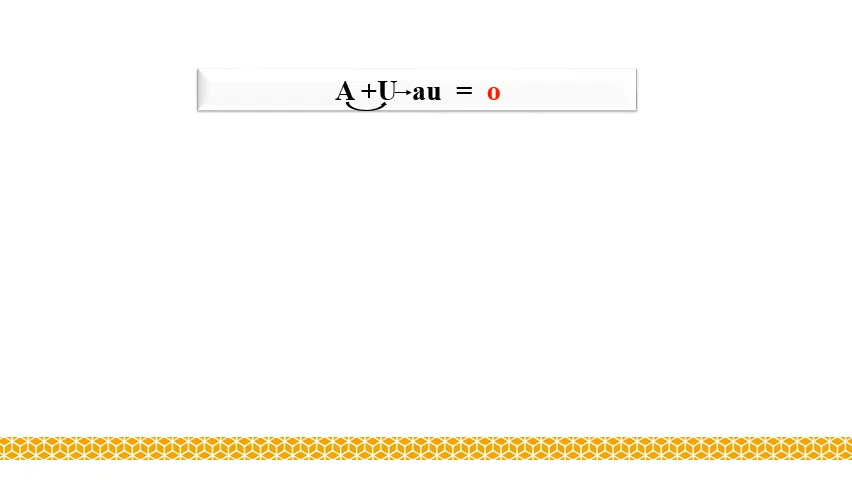 A +U→au = o